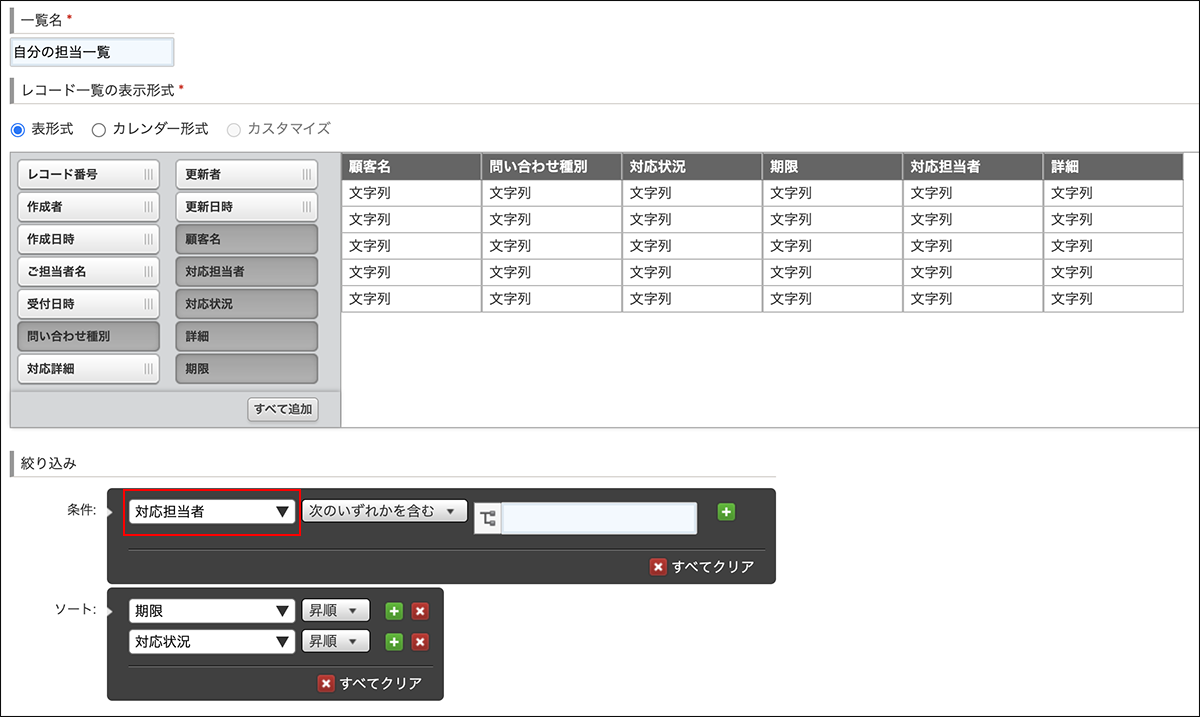 一覧名 *
自分の担当一覧
レコード一覧の表示形式 *
表形式 カレンダー形式 カスタマイズ
レコード番号 更新者
作成者 更新日時
作成日時 顧客名
ご担当者名 対応担当者
受付日時 対応状況
問い合わせ種別 詳細
対応詳細 期限
すべて追加
顧客名 問い合わせ種別 対応状況 期限 対応担当者 詳細
文字列 文字列 文字列 文字列 文字列 文字列
文字列 文字列 文字列 文字列 文字列 文字列
文字列 文字列 文字列 文字列 文字列 文字列
文字列 文字列 文字列 文字列 文字列 文字列
文字列 文字列 文字列 文字列 文字列 文字列
絞り込み
条件: 対応担当者 次のいずれかを含む
すべてクリア
ソート: 期限 昇順
対応状況 昇順
すべてクリア